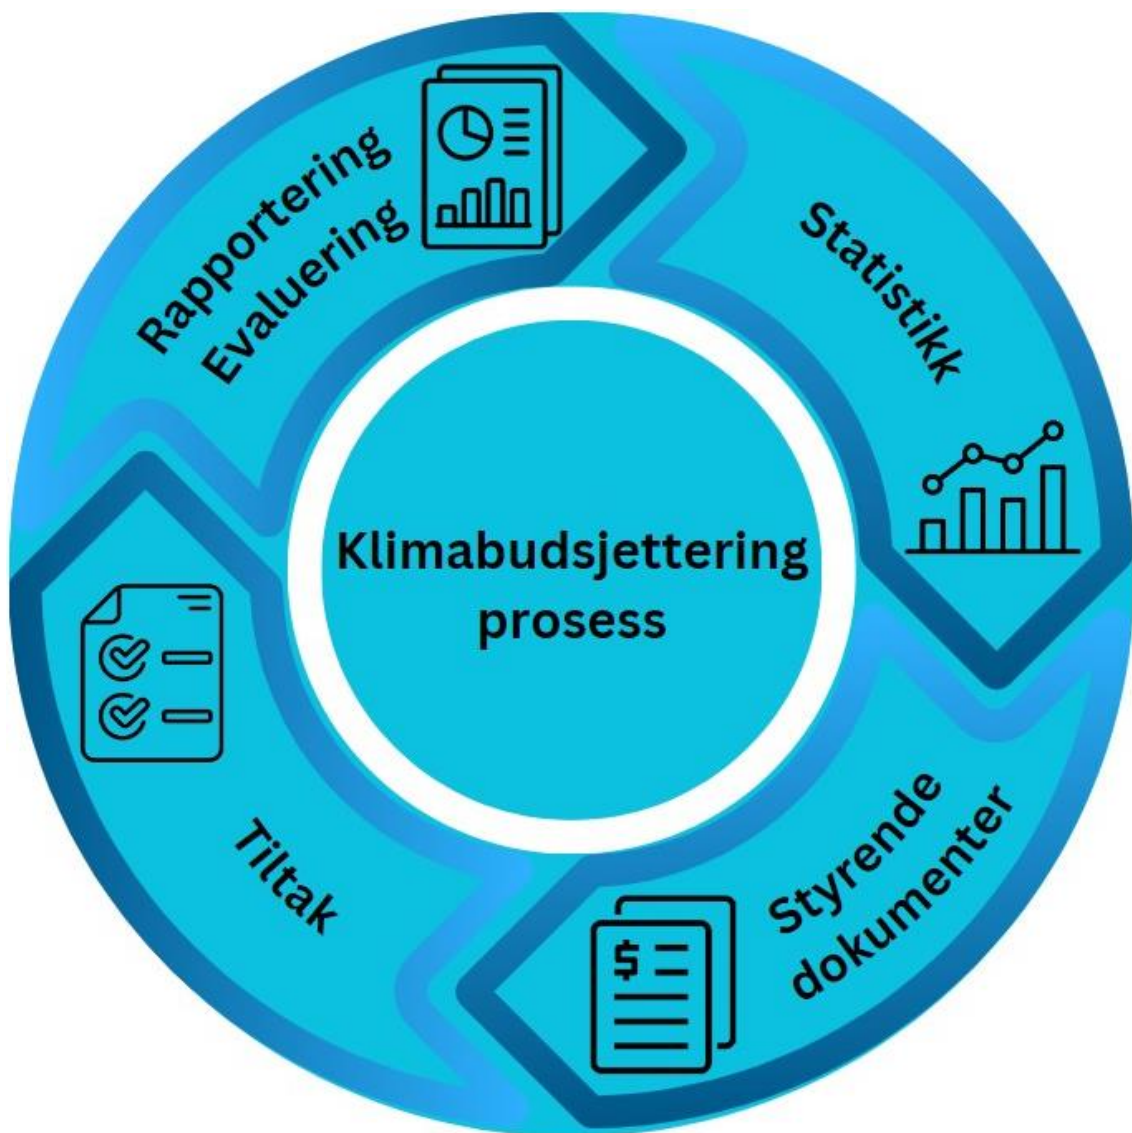 Klimabudsjettering
prosess
Statistikk
Styrende
dokumenter
$
Tiltak
Rapportering
Evaluering